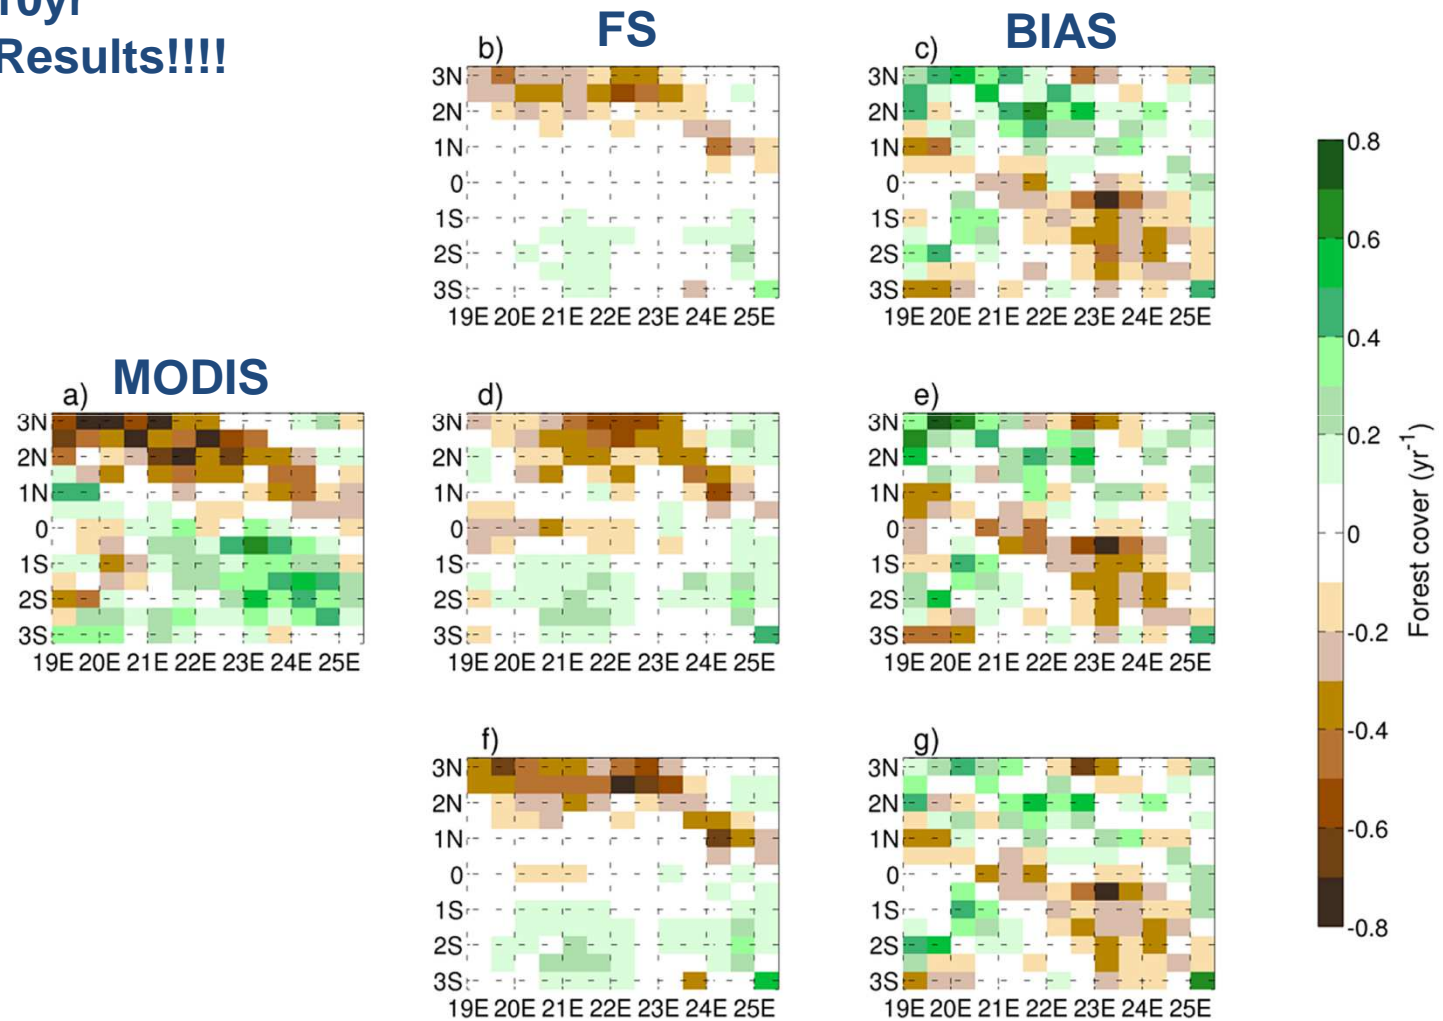 10yr
Results!!!!
FS
BIAS
b)
3N
2N
1N
0
1S
2S
3S
19E 20E 21E 22E 23E 24E 25E
c)
3N
2N
1N
0
1S
2S
3S
19E 20E 21E 22E 23E 24E 25E
MODIS
a)
3N
2N
1N
0
1S
2S
3S
19E 20E 21E 22E 23E 24E 25E
d)
3N
2N
1N
0
1S
2S
3S
19E 20E 21E 22E 23E 24E 25E
e)
3N
2N
1N
0
1S
2S
3S
19E 20E 21E 22E 23E 24E 25E
f)
3N
2N
1N
0
1S
2S
3S
19E 20E 21E 22E 23E 24E 25E
g)
3N
2N
1N
0
1S
2S
3S
19E 20E 21E 22E 23E 24E 25E
0.8
0.6
0.4
0.2
0
-0.2
-0.4
-0.6
-0.8
Forest cover (yr⁻¹)